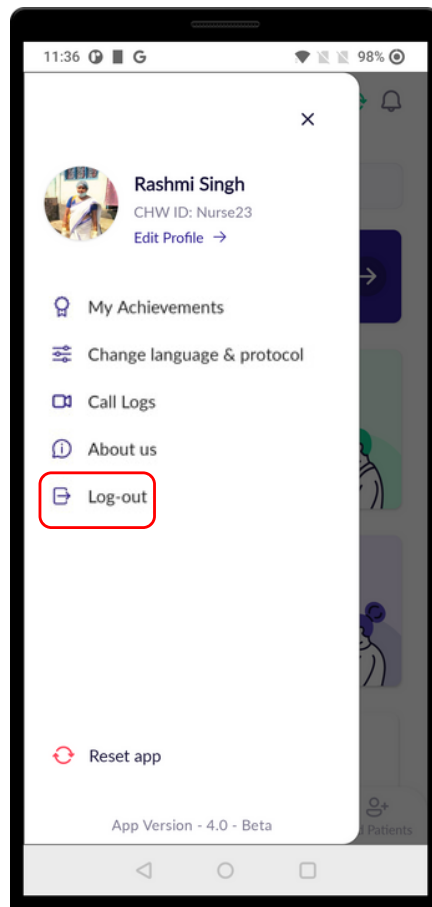 11:36 G 98%
Rashmi Singh
CHW ID: Nurse23
Edit Profile →
My Achievements
Change language & protocol
Call Logs
About us
Log-out
Reset app
App Version - 4.0 - Beta
Patients